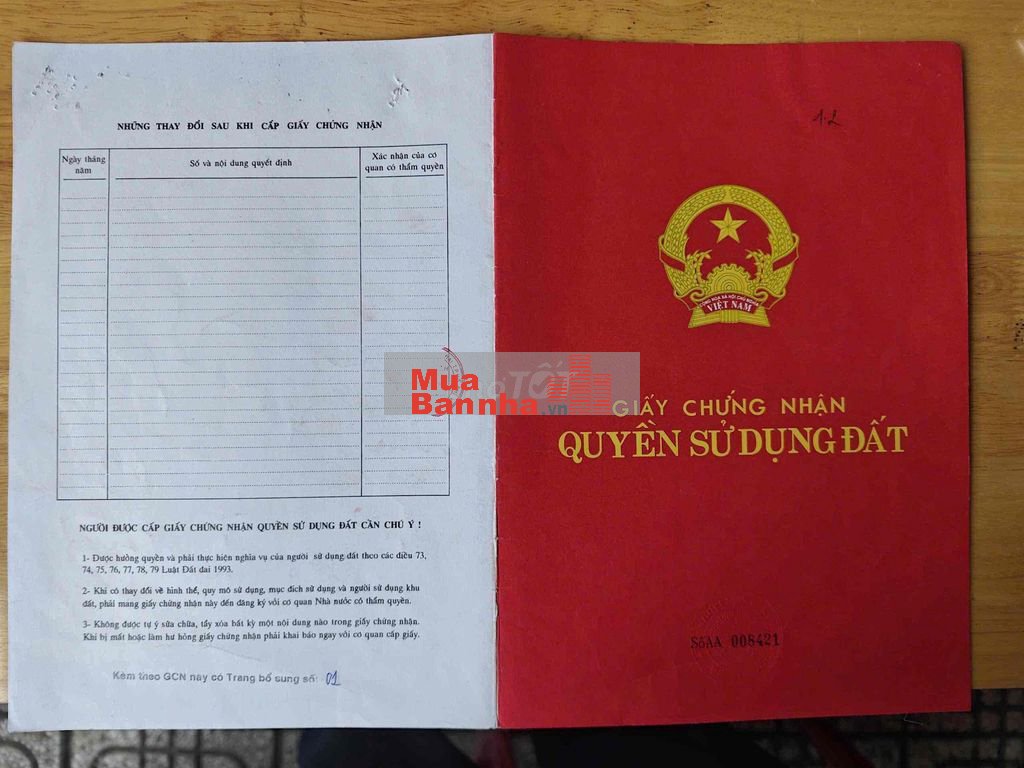 NHỮNG THAY ĐỔI SAU KHI CẤP GIẤY CHỨNG NHẬN
Ngày tháng năm
Số và nội dung quyết định
Xác nhận của cơ quan có thẩm quyền
NGƯỜI ĐƯỢC CẤP GIẤY CHỨNG NHẬN QUYỀN SỬ DỤNG ĐẤT CẦN CHÚ Ý !
1- Được hưởng quyền và phải thực hiện nghĩa vụ của người sử dụng đất theo các điều 73,
74, 75, 76, 77, 78, 79 Luật Đất đai 1993.
2- Khi có thay đổi về hình thể, quy mô sử dụng, mục đích sử dụng và người sử dụng khu
đất, phải mang giấy chứng nhận này đến đăng ký với cơ quan Nhà nước có thẩm quyền.
3- Không được tự ý sửa chữa, tẩy xóa bất kỳ một nội dung nào trong giấy chứng nhận.
Khi bị mất hoặc làm hư hỏng giấy chứng nhận phải khai báo ngay với cơ quan cấp giấy.
Kèm theo GCN này có Trang bổ sung số: 01
Mua
Bannha.vn
TỐT
1.2
CỘNG HÒA XÃ HỘI CHỦ NGHĨA
VIỆT NAM
GIẤY CHỨNG NHẬN
QUYỀN SỬ DỤNG ĐẤT
SốAA 008421